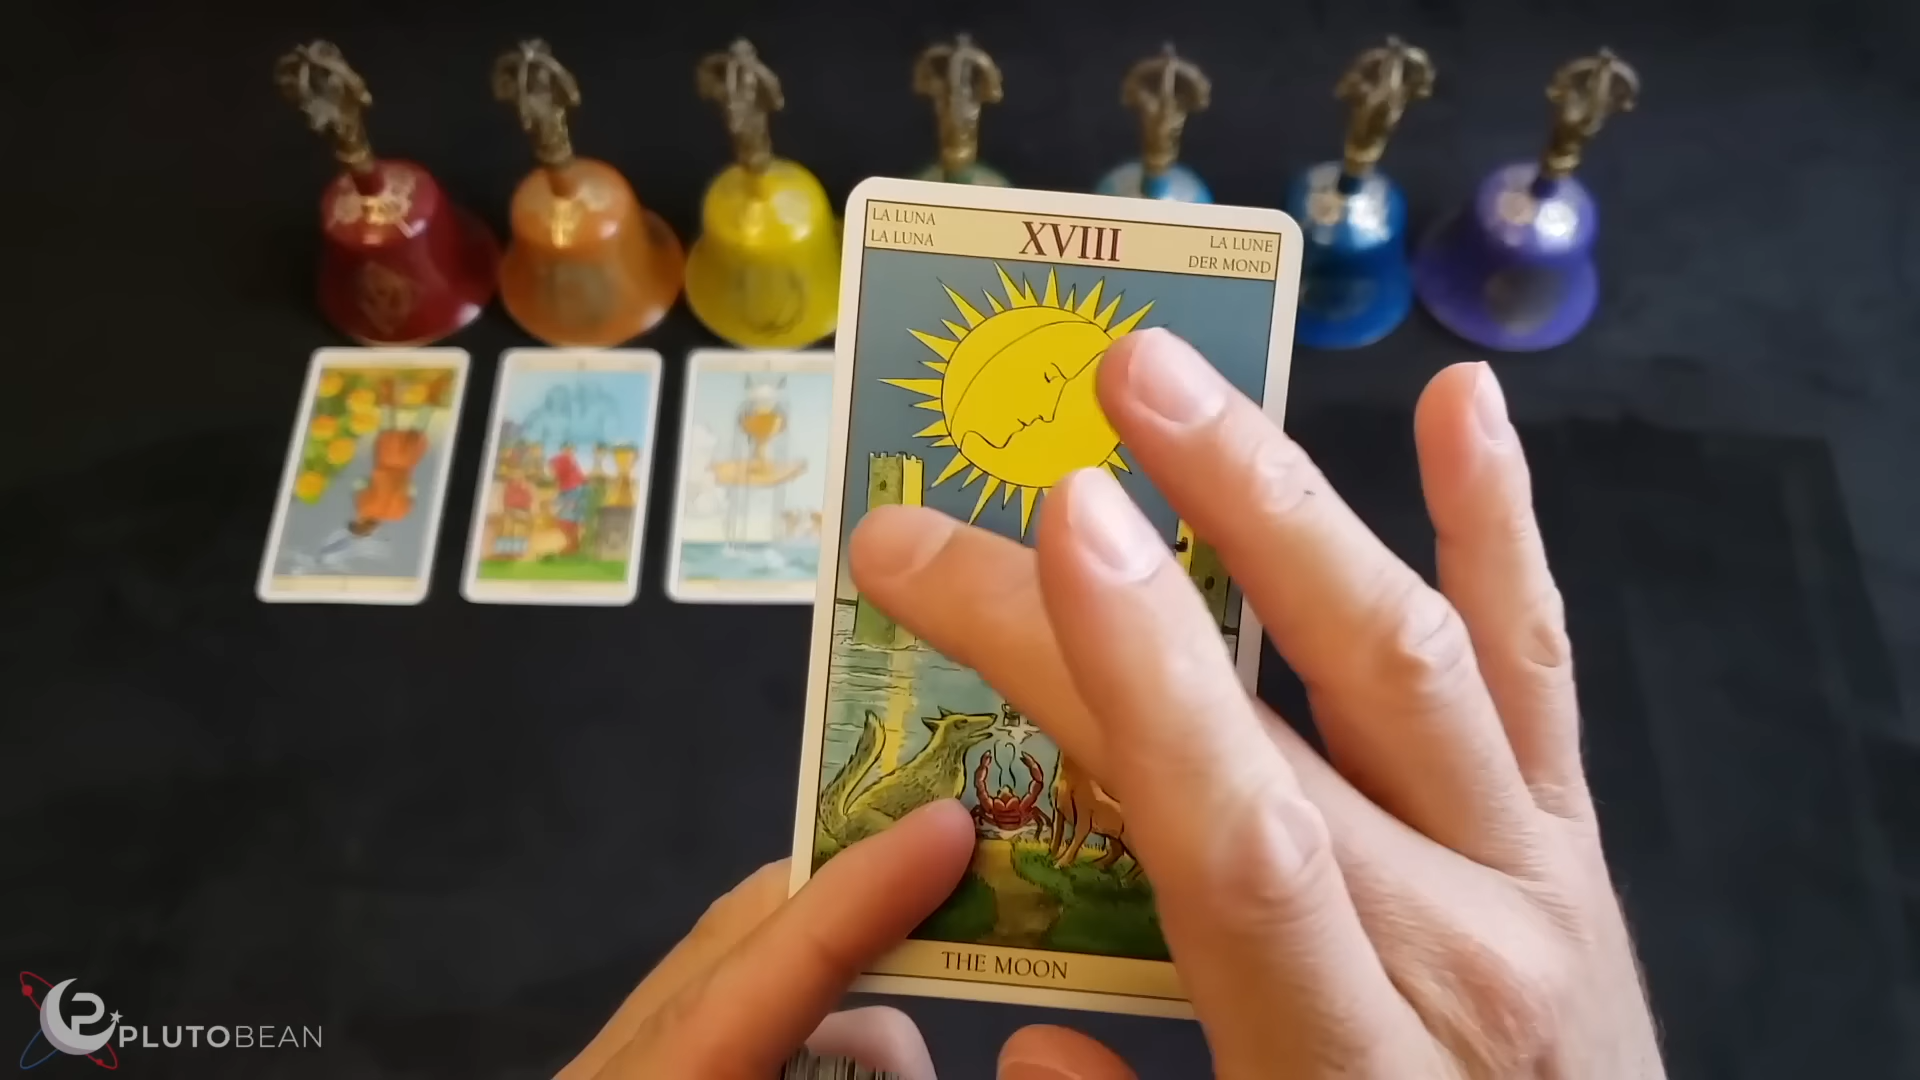 LA LUNA
LA LUNA
XVIII
LA LUNE
DER MOND
THE MOON
PLUTOBEAN